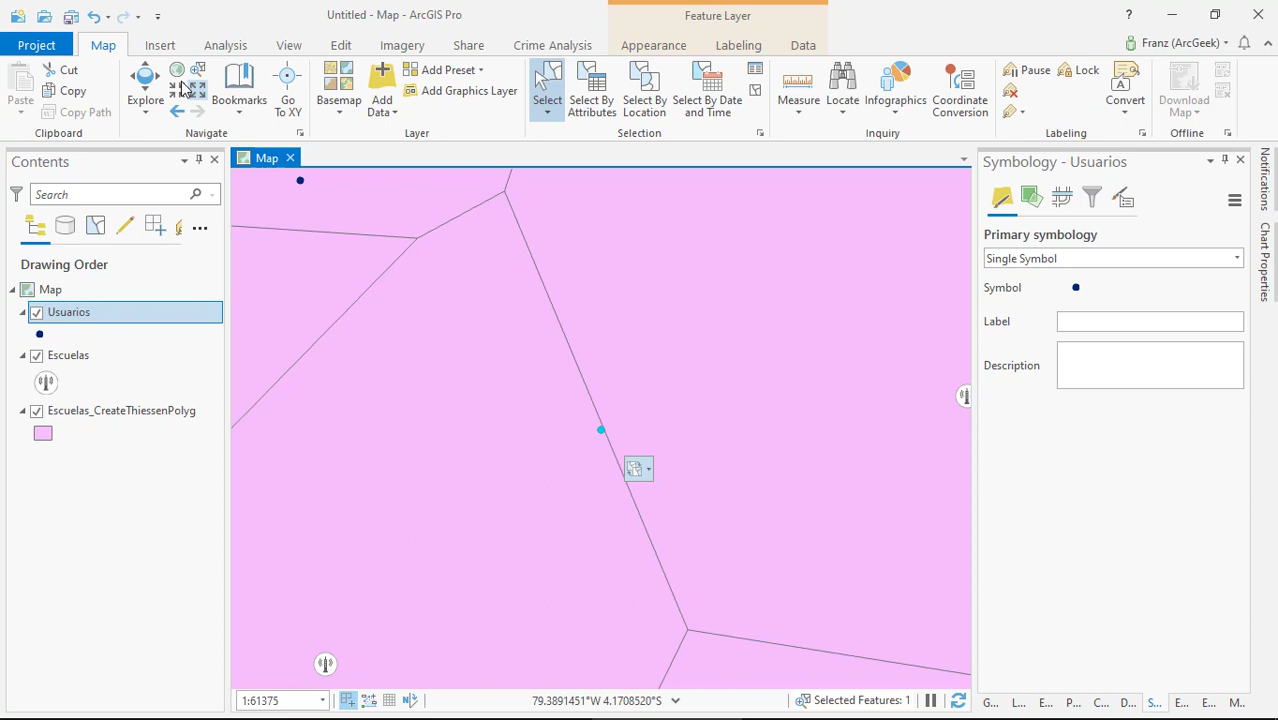 Untitled - Map - ArcGIS Pro
Feature Layer
?
Project
Map
Insert
Analysis
View
Edit
Imagery
Share
Crime Analysis
Appearance
Labeling
Data
Franz (ArcGeek)
Paste
Cut
Copy
Copy Path
Clipboard
Explore
Bookmarks
Go
To XY
Navigate
Basemap
Add
Data
Add Preset
Add Graphics Layer
Layer
Select
Select By
Attributes
Select By
Location
Select By Date
and Time
Selection
Measure
Locate
Infographics
Coordinate
Conversion
Inquiry
Pause
Lock
Labeling
Convert
Download
Map
Offline
Contents
Search
Drawing Order
Map
Usuarios
Escuelas
Escuelas_CreateThiessenPolyg
Map
1:61375
79.3891451°W 4.1708520°S
Selected Features: 1
Symbology - Usuarios
Primary symbology
Single Symbol
Symbol
Label
Description
G...
L...
E...
P...
C...
D...
S...
E...
E...
M...
Notifications
Chart Properties